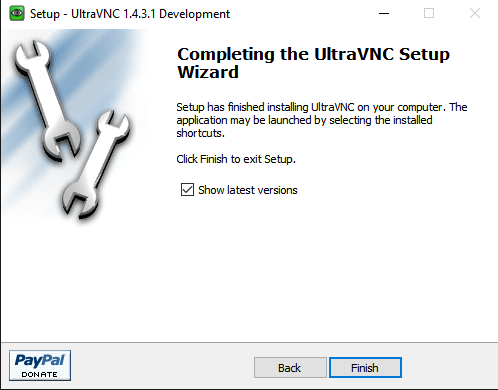 Setup - UltraVNC 1.4.3.1 Development
Completing the UltraVNC Setup
Wizard
Setup has finished installing UltraVNC on your computer. The
application may be launched by selecting the installed
shortcuts.
Click Finish to exit Setup.
Show latest versions
PayPal
DONATE
Back
Finish